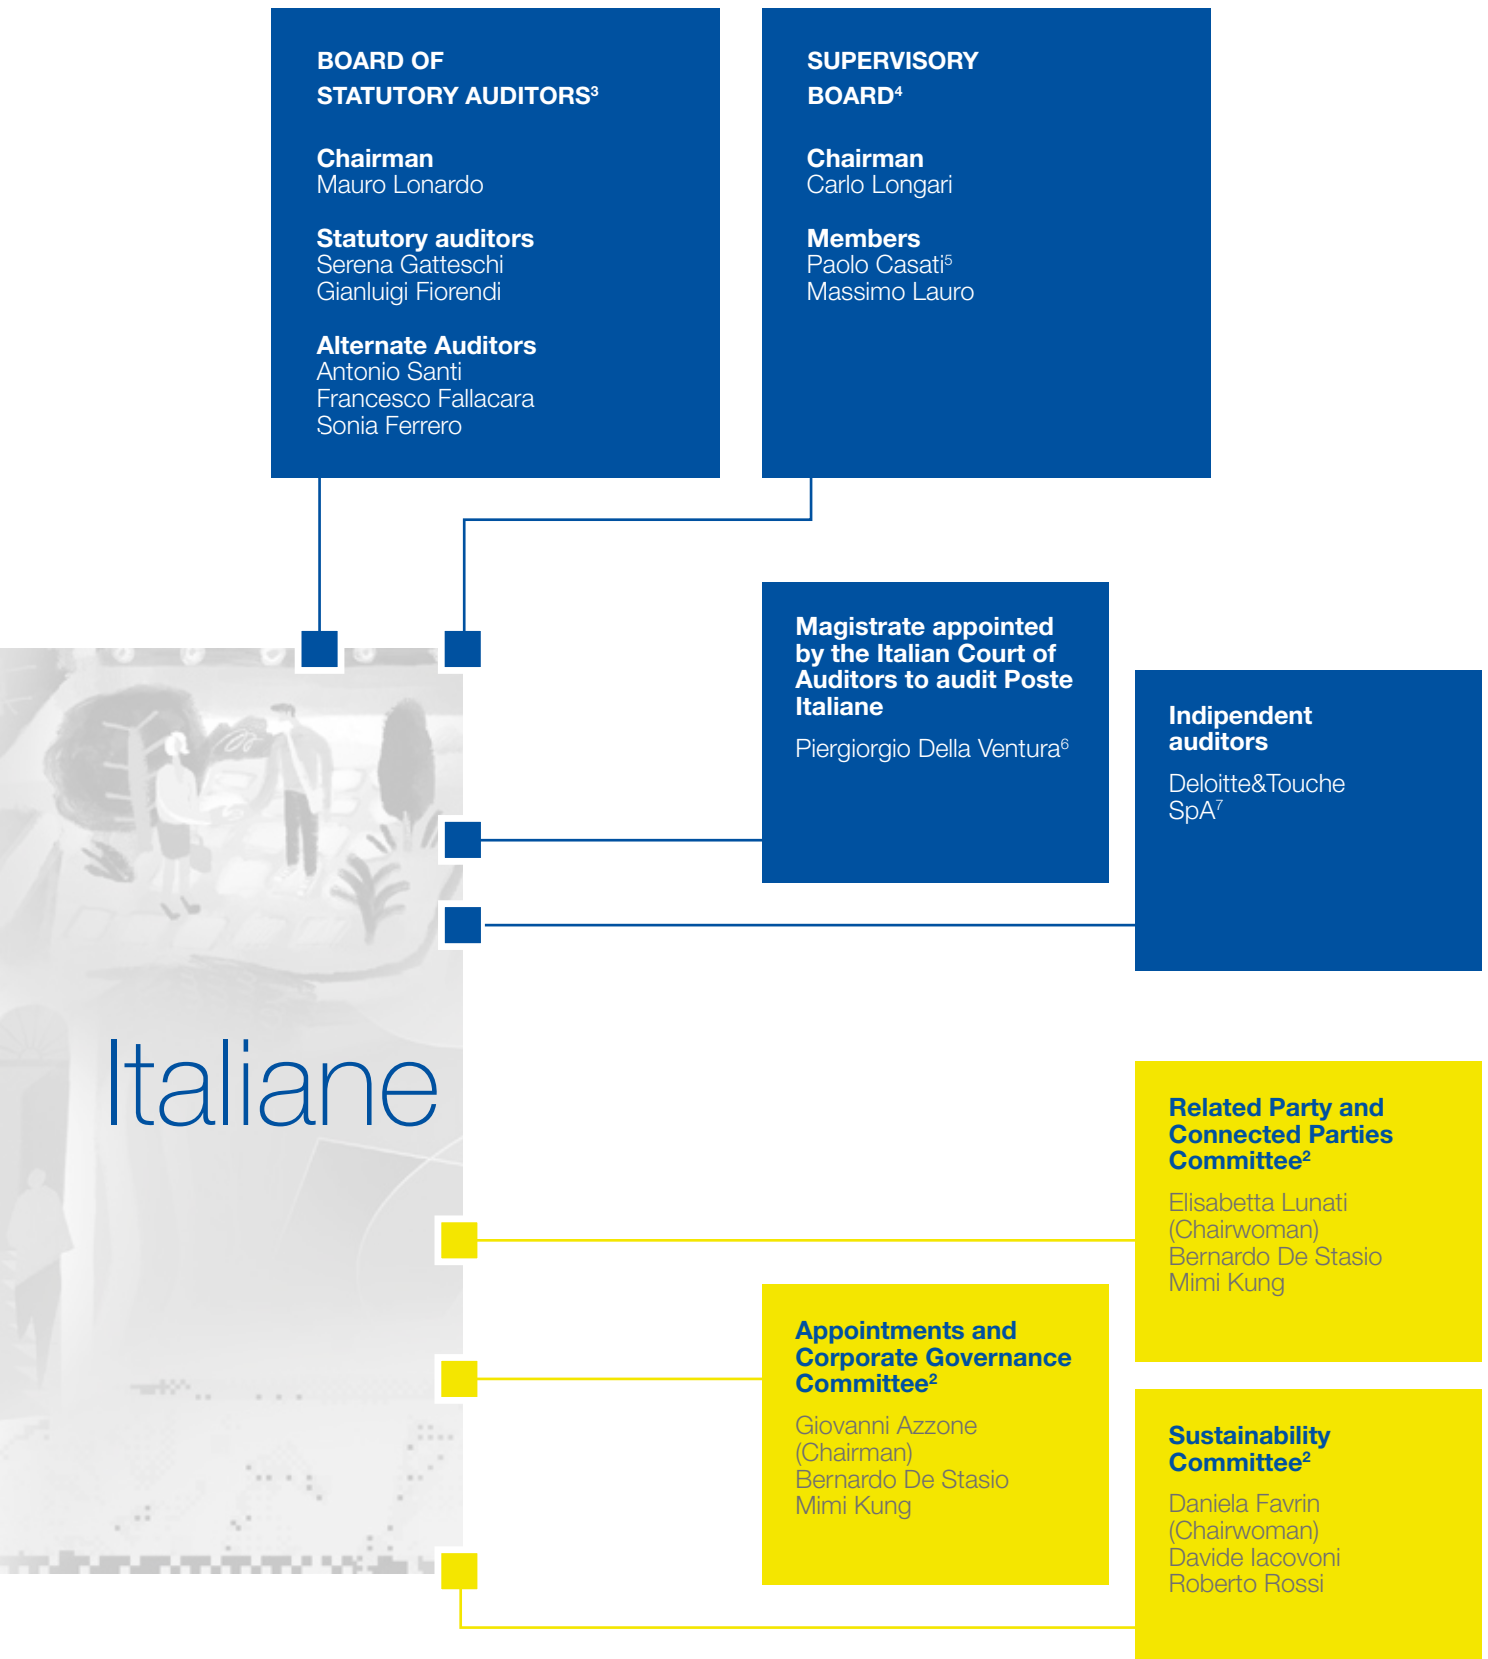 BOARD OF
STATUTORY AUDITORS³
Chairman
Mauro Lonardo
Statutory auditors
Serena Gatteschi
Gianluigi Fiorendi
Alternate Auditors
Antonio Santi
Francesco Fallacara
Sonia Ferrero
SUPERVISORY
BOARD⁴
Chairman
Carlo Longari
Members
Paolo Casati⁵
Massimo Lauro
Magistrate appointed
by the Italian Court of
Auditors to audit Poste
Italiane
Piergiorgio Della Ventura⁶
Indipendent
auditors
Deloitte&Touche
SpA⁷
Italiane
Related Party and
Connected Parties
Committee²
Elisabetta Lunati
(Chairwoman)
Bernardo De Stasio
Mimi Kung
Appointments and
Corporate Governance
Committee²
Giovanni Azzone
(Chairman)
Bernardo De Stasio
Mimi Kung
Sustainability
Committee²
Daniela Favrin
(Chairwoman)
Davide Iacovoni
Roberto Rossi